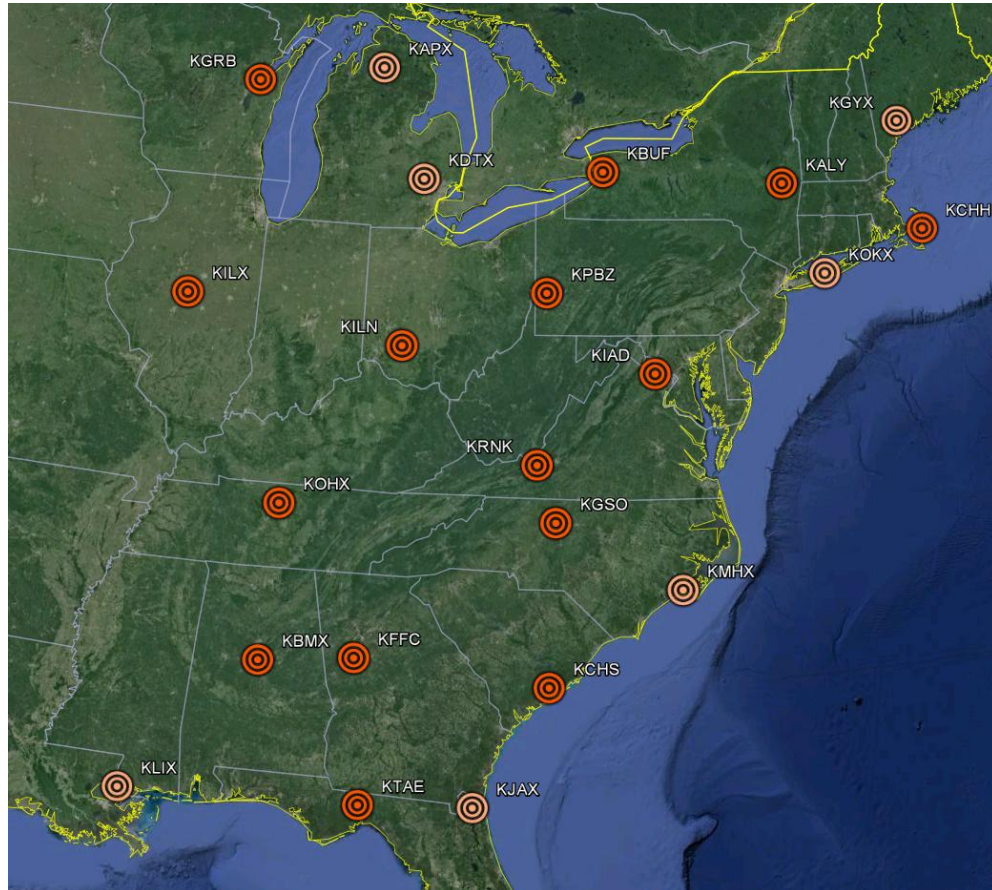 KAPX
KGRB
KGYX
KBUF
KDTX
KALY
KCHH
KOKX
KILX
KPBZ
KILN
KIAD
KRNK
KOHX
KGSO
KMHX
KBMX
KFFC
KCHS
KLIX
KTAE
KJAX